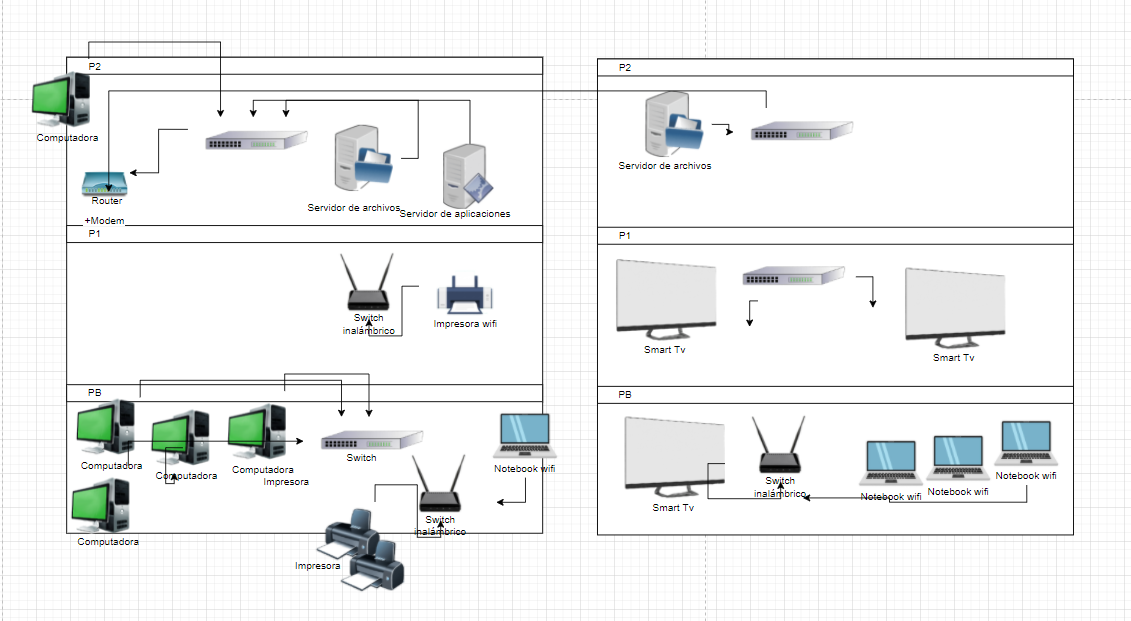 P2
Computadora
Router
+Modem
Servidor de archivos
Servidor de aplicaciones
P1
Switch
inalámbrico
Impresora wifi
PB
Computadora
Computadora
Computadora
Impresora
Switch
Notebook wifi
Computadora
Switch
inalámbrico
Impresora
P2
Servidor de archivos
P1
Smart Tv
Smart Tv
PB
Smart Tv
Switch
inalámbrico
Notebook wifi
Notebook wifi
Notebook wifi